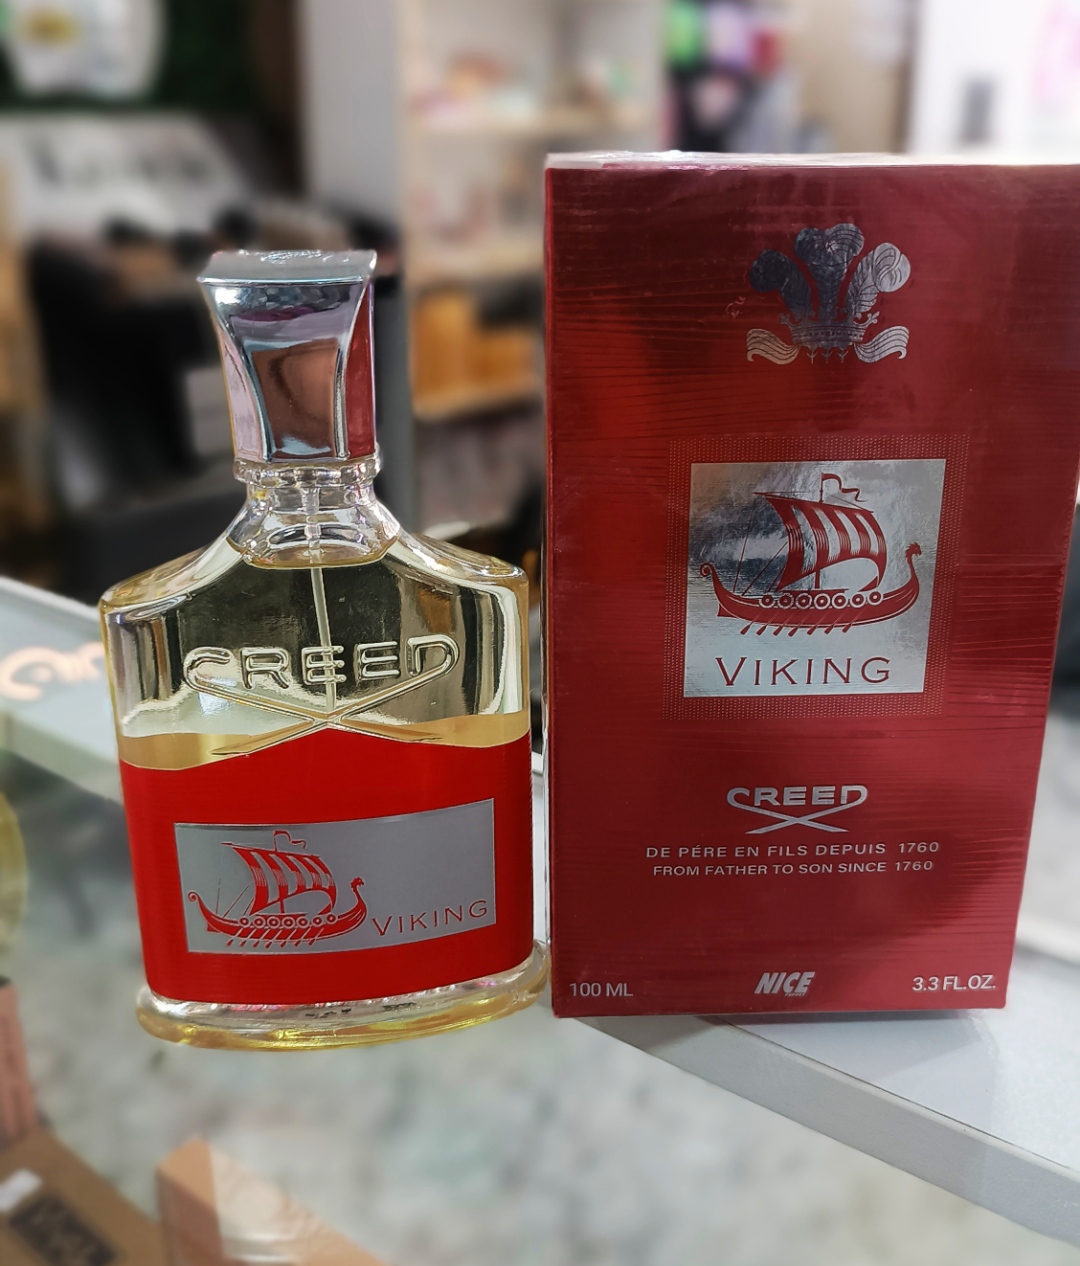 CREED
VIKING
VIKING
CREED
DE PÉRE EN FILS DEPUIS 1760
FROM FATHER TO SON SINCE 1760
100 ML
NICE
3.3 FL.OZ.